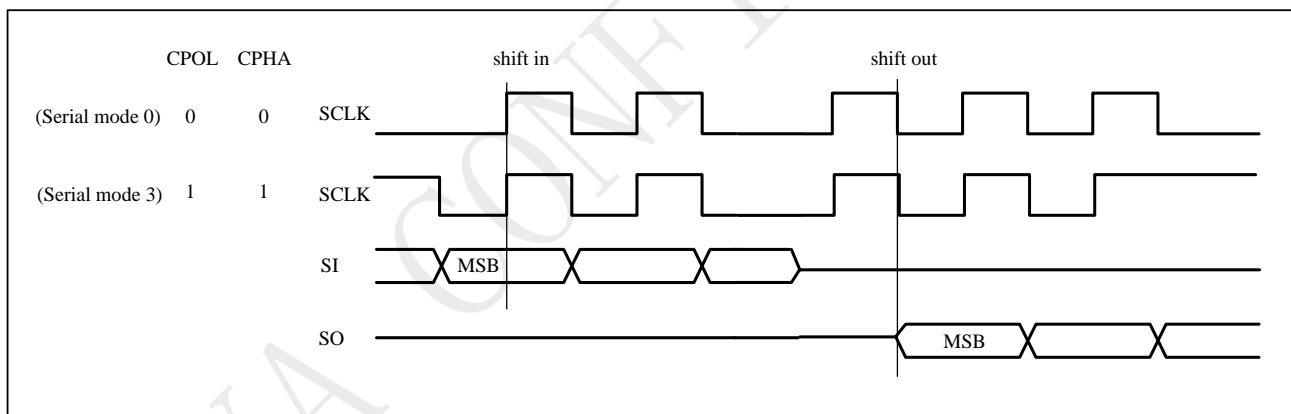 CPOL CPHA shift in shift out
(Serial mode 0) 0 0 SCLK
(Serial mode 3) 1 1 SCLK
SI MSB
SO MSB